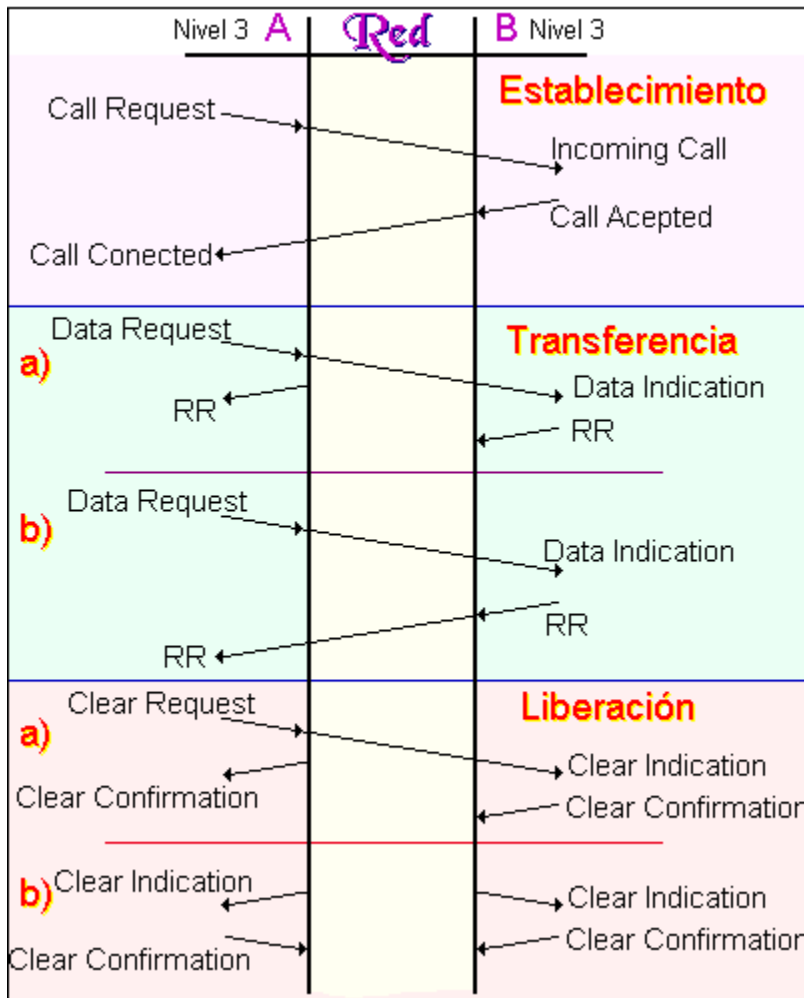 Nivel 3 A Red B Nivel 3
Establecimiento
Call Request
Incoming Call
Call Acepted
Call Conected
Data Request
Transferencia
a)
Data Indication
RR
RR
Data Request
b)
Data Indication
RR
RR
Clear Request
Liberación
a)
Clear Indication
Clear Confirmation
Clear Confirmation
Clear Indication
b)
Clear Indication
Clear Confirmation
Clear Confirmation